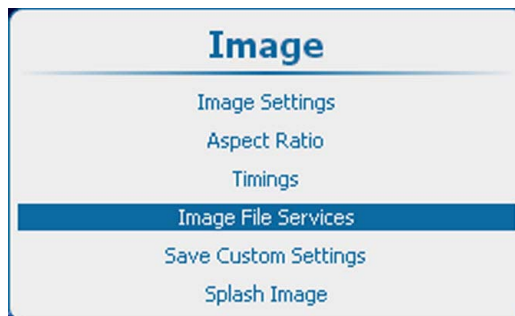 Image
Image Settings
Aspect Ratio
Timings
Image File Services
Save Custom Settings
Splash Image